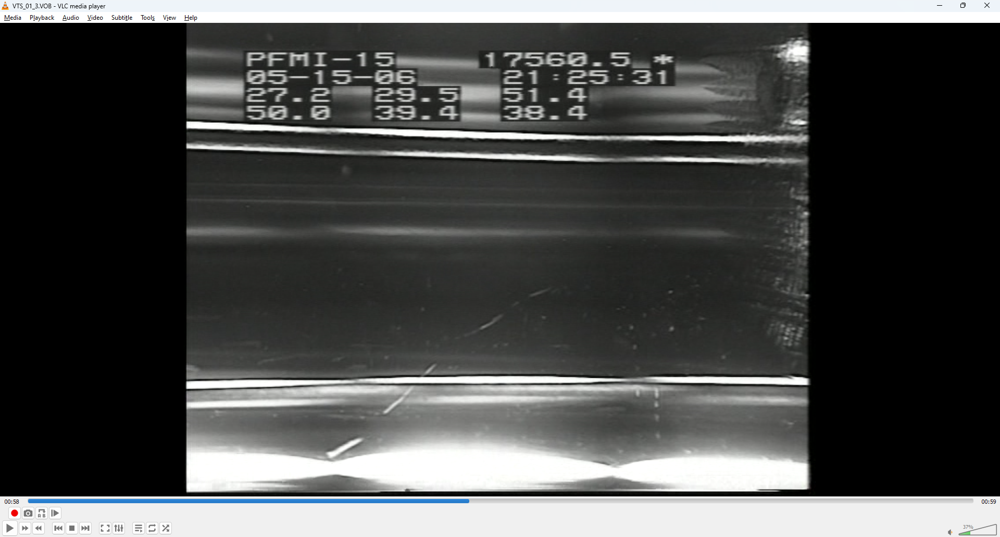 VTS_01_3.VOB - VLC media player
Media Playback Audio Video Subtitle Tools View Help
PFMI-15 17560.5 *
05-15-06 21:25:31
27.2 29.5 51.4
50.0 39.4 38.4
00:58 00:59
37%